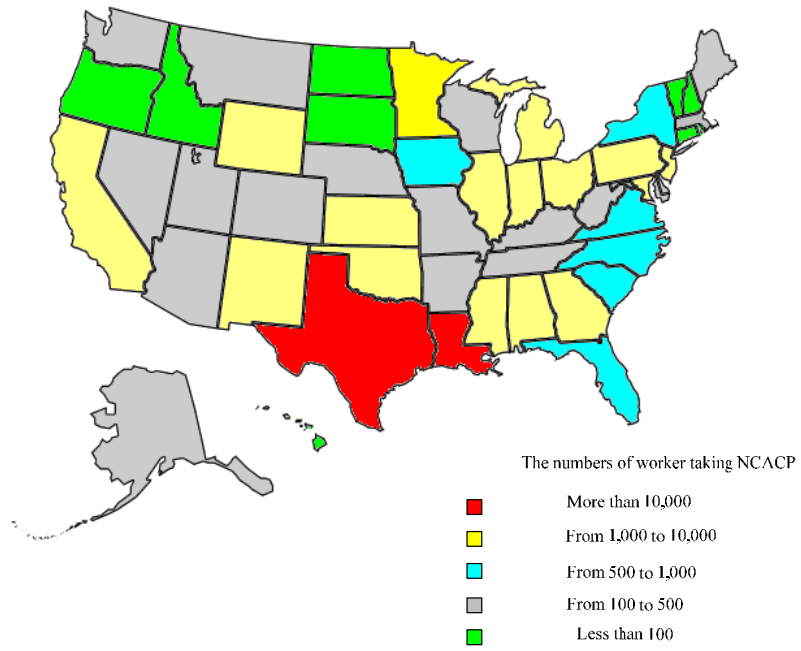 The numbers of worker taking NCACP
More than 10,000
From 1,000 to 10,000
From 500 to 1,000
From 100 to 500
Less than 100